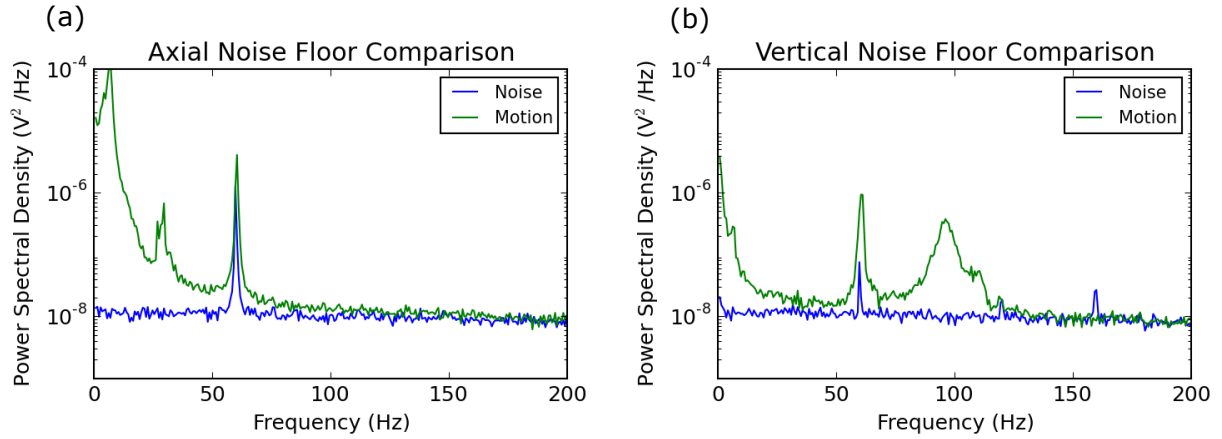 (a)
Axial Noise Floor Comparison
Power Spectral Density (V² /Hz)
10⁻⁴
10⁻⁶
10⁻⁸
Noise
Motion
0 50 100 150 200
Frequency (Hz)
(b)
Vertical Noise Floor Comparison
Power Spectral Density (V² /Hz)
10⁻⁴
10⁻⁶
10⁻⁸
Noise
Motion
0 50 100 150 200
Frequency (Hz)